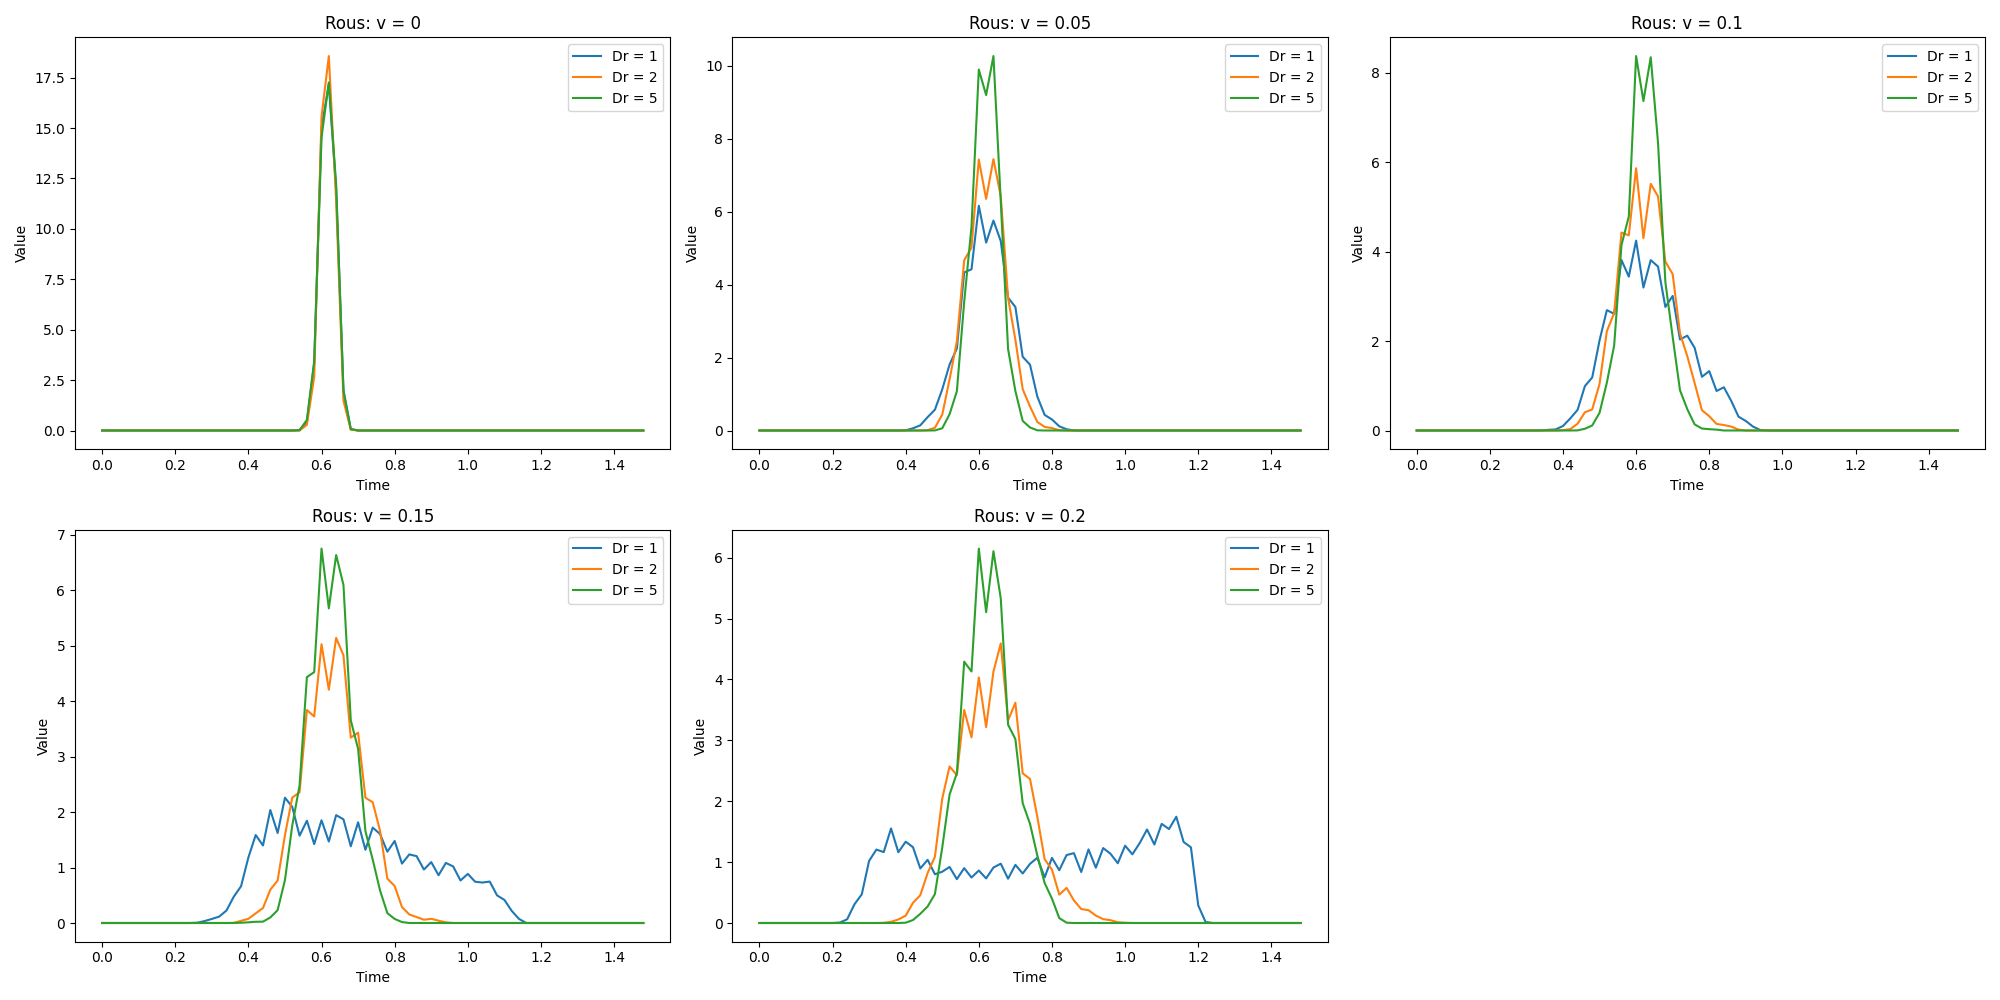 Rous: v = 0
Value
17.5
15.0
12.5
10.0
7.5
5.0
2.5
0.0
Dr = 1
Dr = 2
Dr = 5
0.0 0.2 0.4 0.6 0.8 1.0 1.2 1.4
Time
Rous: v = 0.05
Value
10
8
6
4
2
0
Dr = 1
Dr = 2
Dr = 5
0.0 0.2 0.4 0.6 0.8 1.0 1.2 1.4
Time
Rous: v = 0.1
Value
8
6
4
2
0
Dr = 1
Dr = 2
Dr = 5
0.0 0.2 0.4 0.6 0.8 1.0 1.2 1.4
Time
Rous: v = 0.15
Value
7
6
5
4
3
2
1
0
Dr = 1
Dr = 2
Dr = 5
0.0 0.2 0.4 0.6 0.8 1.0 1.2 1.4
Time
Rous: v = 0.2
Value
6
5
4
3
2
1
0
Dr = 1
Dr = 2
Dr = 5
0.0 0.2 0.4 0.6 0.8 1.0 1.2 1.4
Time